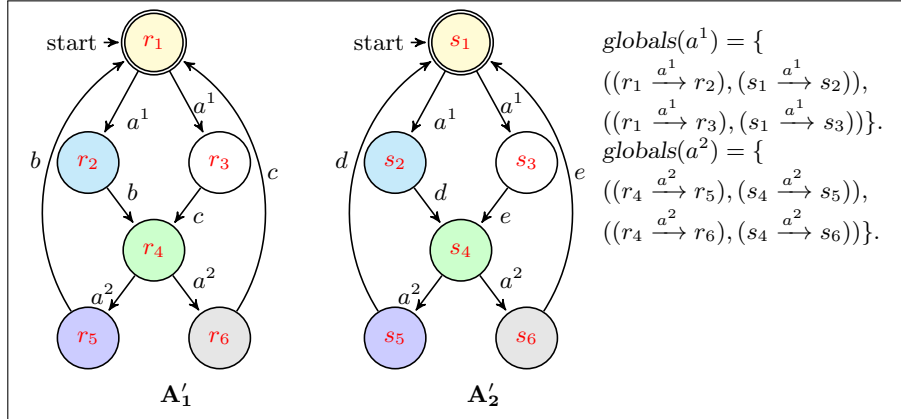 start
r₁
a¹
a¹
r₂
r₃
b
b
c
c
r₄
a²
a²
r₅
r₆
A′₁
start
s₁
a¹
a¹
s₂
s₃
d
d
e
e
s₄
a²
a²
s₅
s₆
A′₂
globals(a¹) = {
((r₁ —a¹→ r₂), (s₁ —a¹→ s₂)),
((r₁ —a¹→ r₃), (s₁ —a¹→ s₃))}.
globals(a²) = {
((r₄ —a²→ r₅), (s₄ —a²→ s₅)),
((r₄ —a²→ r₆), (s₄ —a²→ s₆))}.